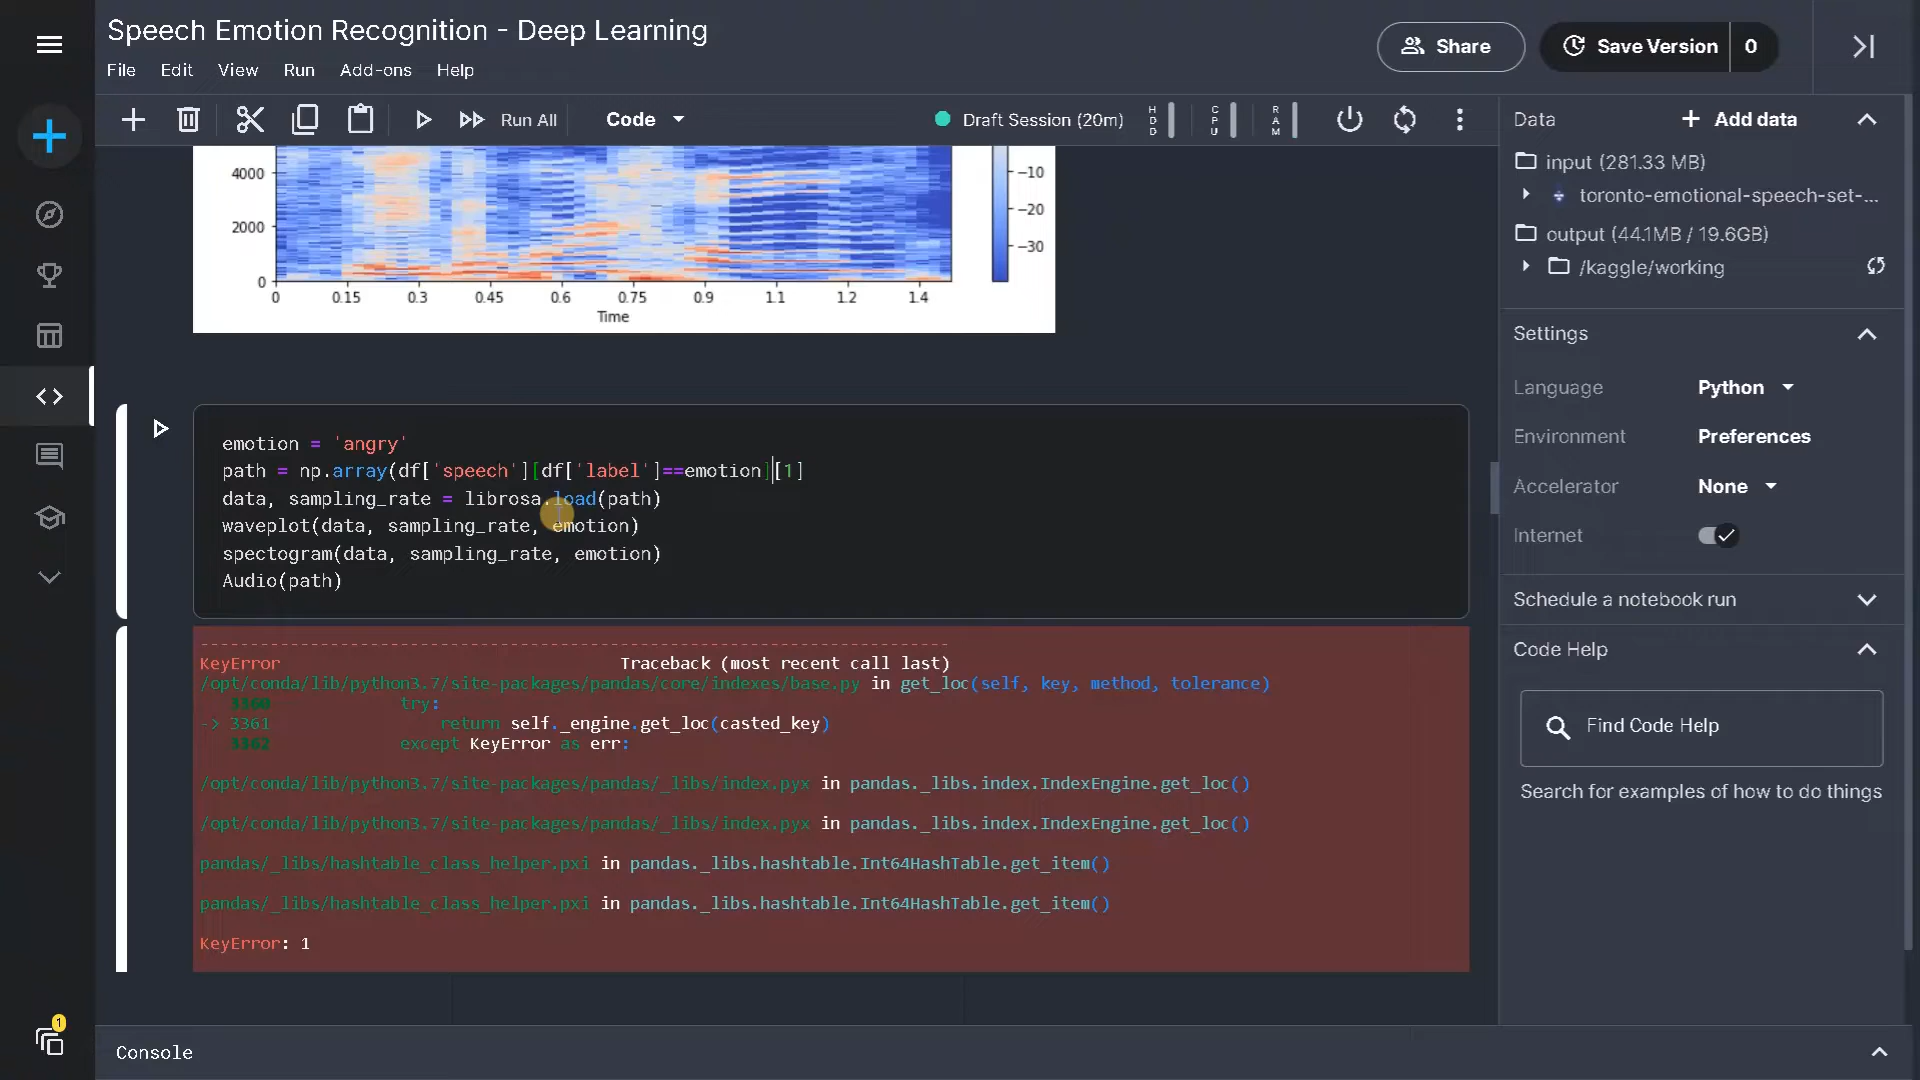 Speech Emotion Recognition - Deep Learning
Share
Save Version
0
File Edit View Run Add-ons Help
Run All
Code
Draft Session (20m)
HDD
CPU
RAM
4000
2000
0
0 0.15 0.3 0.45 0.6 0.75 0.9 1.1 1.2 1.4
Time
−10
−20
−30
emotion = 'angry'
path = np.array(df['speech'][df['label']==emotion][1]
data, sampling_rate = librosa.load(path)
waveplot(data, sampling_rate, emotion)
spectogram(data, sampling_rate, emotion)
Audio(path)
---------------------------------------------------------------------------
KeyError Traceback (most recent call last)
/opt/conda/lib/python3.7/site-packages/pandas/core/indexes/base.py in get_loc(self, key, method, tolerance)
3360 try:
-> 3361 return self._engine.get_loc(casted_key)
3362 except KeyError as err:
/opt/conda/lib/python3.7/site-packages/pandas/_libs/index.pyx in pandas._libs.index.IndexEngine.get_loc()
/opt/conda/lib/python3.7/site-packages/pandas/_libs/index.pyx in pandas._libs.index.IndexEngine.get_loc()
pandas/_libs/hashtable_class_helper.pxi in pandas._libs.hashtable.Int64HashTable.get_item()
pandas/_libs/hashtable_class_helper.pxi in pandas._libs.hashtable.Int64HashTable.get_item()
KeyError: 1
Data
Add data
input (281.33 MB)
toronto-emotional-speech-set-...
output (44.1MB / 19.6GB)
/kaggle/working
Settings
Language Python
Environment Preferences
Accelerator None
Internet
Schedule a notebook run
Code Help
Find Code Help
Search for examples of how to do things
1
Console